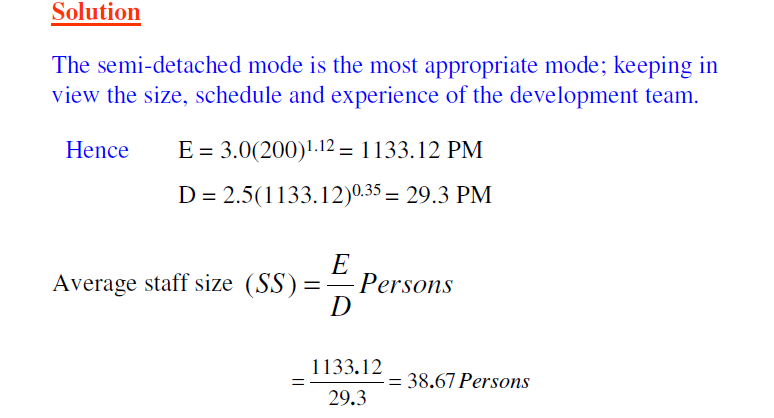 Solution
The semi-detached mode is the most appropriate mode; keeping in
view the size, schedule and experience of the development team.
Hence E = 3.0(200)^1.12 = 1133.12 PM
D = 2.5(1133.12)^0.35 = 29.3 PM
Average staff size (SS) = E/D Persons
= 1133.12/29.3 = 38.67 Persons